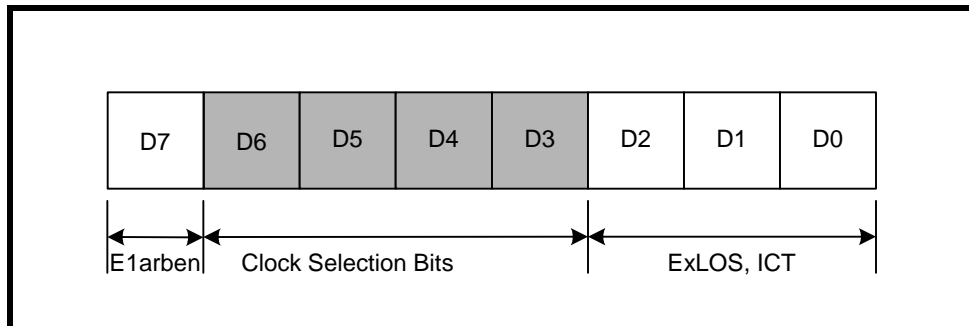 D7 D6 D5 D4 D3 D2 D1 D0
E1arben Clock Selection Bits ExLOS, ICT